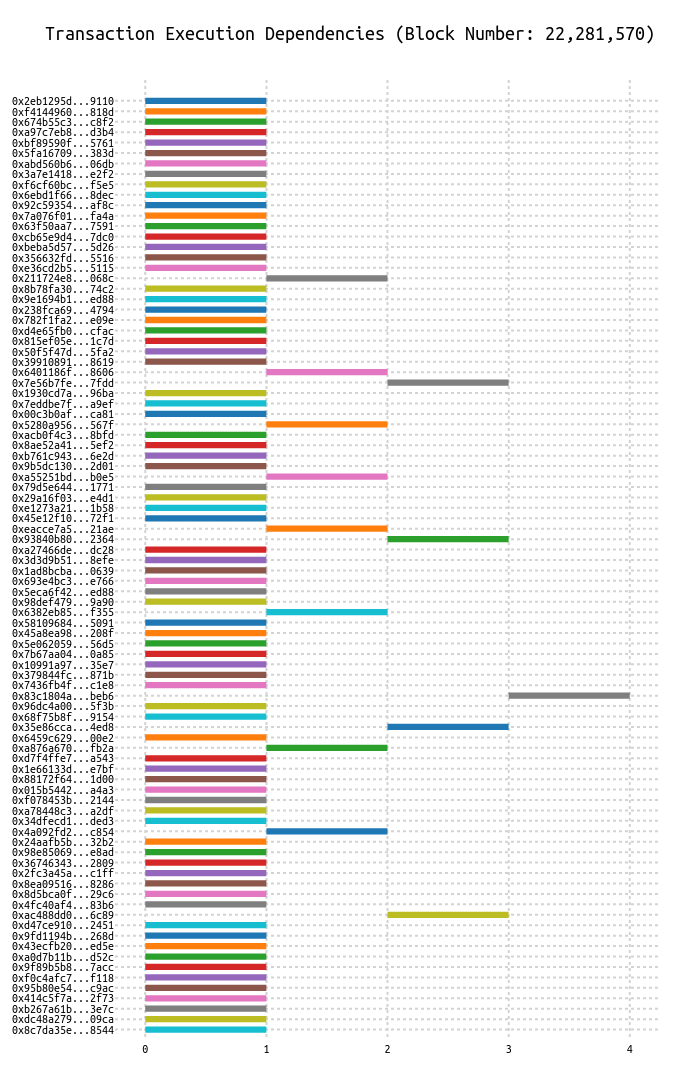 Transaction Execution Dependencies (Block Number: 22,281,570)
0x2eb1295d...9110
0xf4144960...818d
0x674b55c3...c8f2
0xa97c7eb8...d3b4
0xbf89590f...5761
0x5fa16709...383d
0xabd560b6...06db
0x3a7e1418...e2f2
0xf6cf60bc...f5e5
0x6ebd1f66...8dec
0x92c59354...af8c
0x7a076f01...fa4a
0x63f50aa7...7591
0xcb65e9d4...7dc0
0xbeba5d57...5d26
0x356632fd...5516
0xe36cd2b5...5115
0x211724e8...068c
0x8b78fa30...74c2
0x9e1694b1...ed88
0x238fca69...4794
0x782f1fa2...e09e
0xd4e65fb0...cfac
0x815ef05e...1c7d
0x50f5f47d...5fa2
0x39910891...8619
0x6401186f...8606
0x7e56b7fe...7fdd
0x1930cd7a...96ba
0x7eddbe7f...a9ef
0x00c3b0af...ca81
0x5280a956...567f
0xacb0f4c3...8bfd
0x8ae52a41...5ef2
0xb761c943...6e2d
0x9b5dc130...2d01
0xa55251bd...b0e5
0x79d5e644...1771
0x29a16f03...e4d1
0xe1273a21...1b58
0x45e12f10...72f1
0xeacce7a5...21ae
0x93840b80...2364
0xa27466de...dc28
0x3d3d9b51...8efe
0x1ad8bcba...0639
0x693e4bc3...e766
0x5eca6f42...ed88
0x98def479...9a90
0x6382eb85...f355
0x58109684...5091
0x45a8ea98...208f
0x5e062059...56d5
0x7b67aa04...0a85
0x10991a97...35e7
0x379844fc...871b
0x7436fb4f...c1e8
0x83c1804a...beb6
0x96dc4a00...5f3b
0x68f75b8f...9154
0x35e86cca...4ed8
0x6459c629...00e2
0xa876a670...fb2a
0xd7f4ffe7...a543
0x1e66133d...e7bf
0x88172f64...1d00
0x015b5442...a4a3
0xf078453b...2144
0xa78448c3...a2df
0x34dfecd1...ded3
0x4a092fd2...c854
0x24aafb5b...32b2
0x98e85069...e8ad
0x36746343...2809
0x2fc3a45a...c1ff
0x8ea09516...8286
0x8d5bca0f...29c6
0x4fc40af4...83b6
0xac488dd0...6c89
0xd47ce910...2451
0x9fd1194b...268d
0x43ecfb20...ed5e
0xa0d7b11b...d52c
0x9f89b5b8...7acc
0xf0c4afc7...f118
0x95b80e54...c9ac
0x414c5f7a...2f73
0xb267a61b...3e7c
0xdc48a279...09ca
0x8c7da35e...8544
0 1 2 3 4